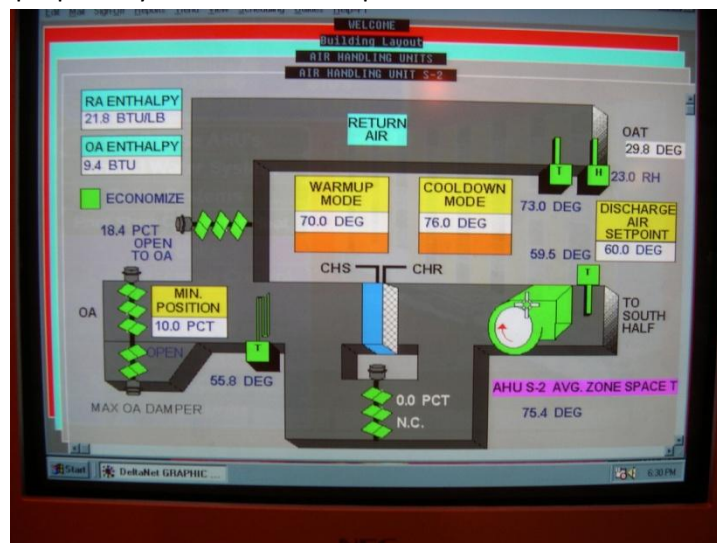 WELCOME
Building Layout
AIR HANDLING UNITS
AIR HANDLING UNIT S-2
RA ENTHALPY
21.8 BTU/LB
OA ENTHALPY
9.4 BTU
ECONOMIZE
RETURN
AIR
OAT
29.8 DEG
23.0 RH
T
H
73.0 DEG
WARMUP
MODE
70.0 DEG
COOLDOWN
MODE
76.0 DEG
DISCHARGE
AIR
SETPOINT
60.0 DEG
18.4 PCT
OPEN
TO OA
59.5 DEG
CHS
CHR
T
OA
MIN.
POSITION
10.0 PCT
TO
SOUTH
HALF
OPEN
T
55.8 DEG
MAX OA DAMPER
0.0 PCT
N.C.
AHU S-2 AVG. ZONE SPACE T
75.4 DEG
Start
DeltaNet GRAPHIC ...
6:30 PM